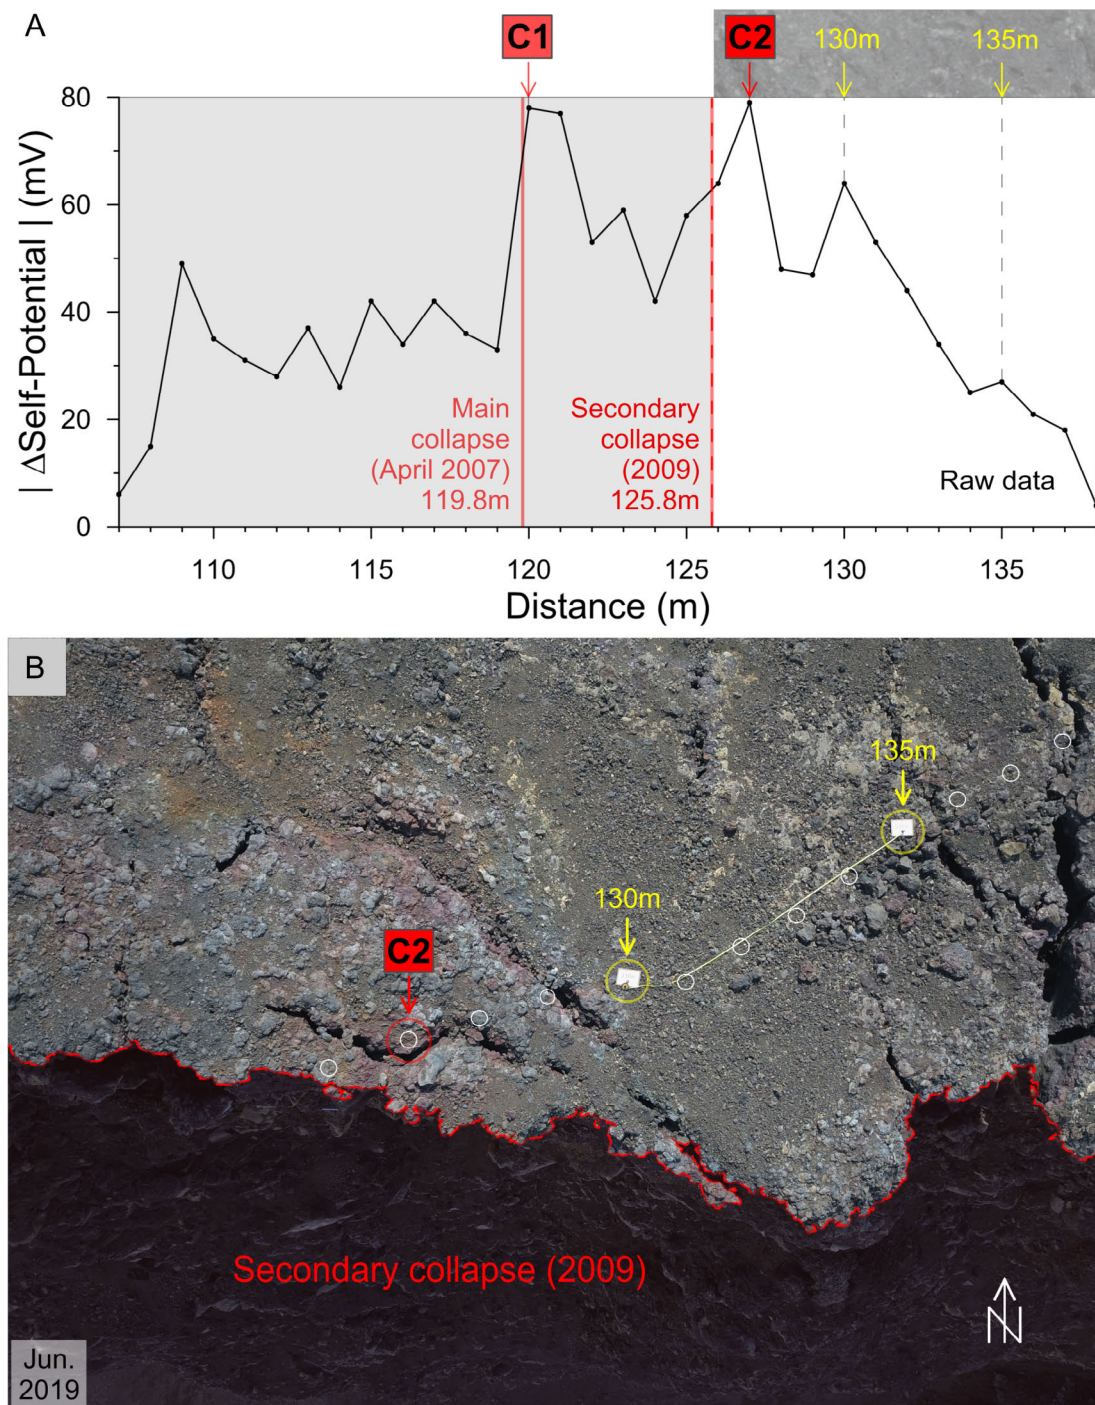 A
C1
C2
130m
135m
80
60
40
20
0
| ΔSelf-Potential | (mV)
Main
collapse
(April 2007)
119.8m
Secondary
collapse
(2009)
125.8m
Raw data
110
115
120
125
130
135
Distance (m)
B
135m
130m
C2
Secondary collapse (2009)
N
Jun.
2019